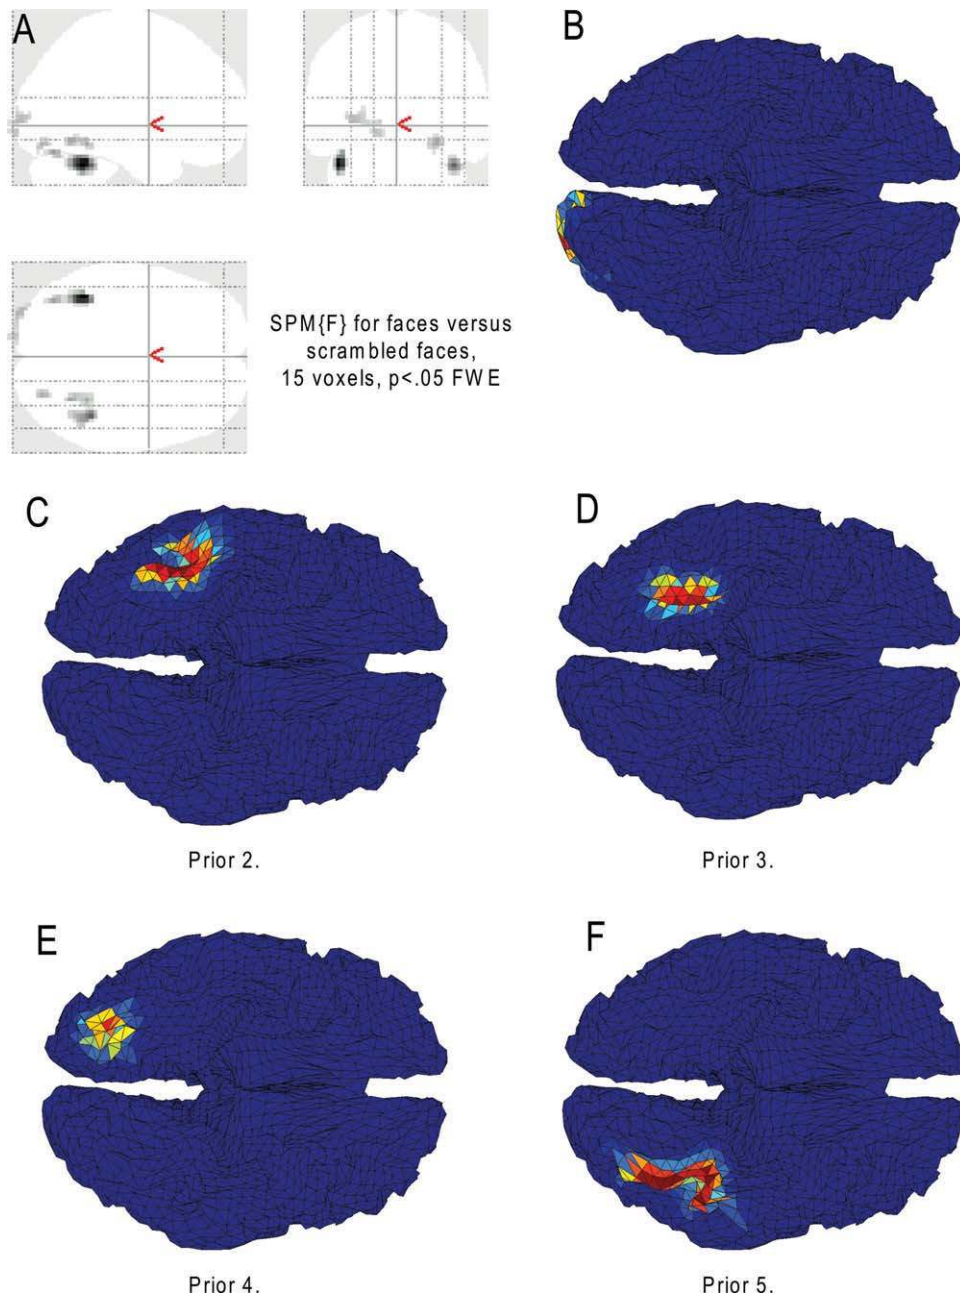 A
B
SPM{F} for faces versus
scrambled faces,
15 voxels, p<.05 FWE
C
D
Prior 2.
Prior 3.
E
F
Prior 4.
Prior 5.